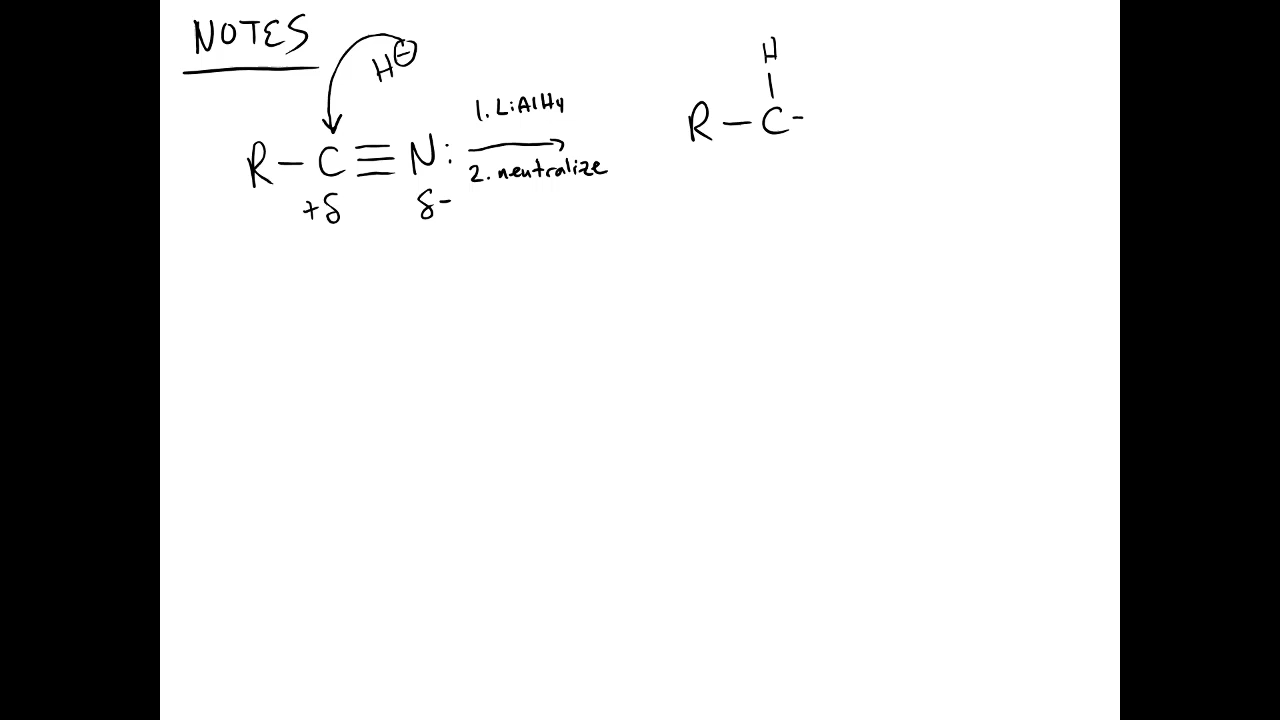 NOTES
H⊖
1. LiAlH4
R–C≡N:
2. neutralize
+δ δ-
H
|
R–C-